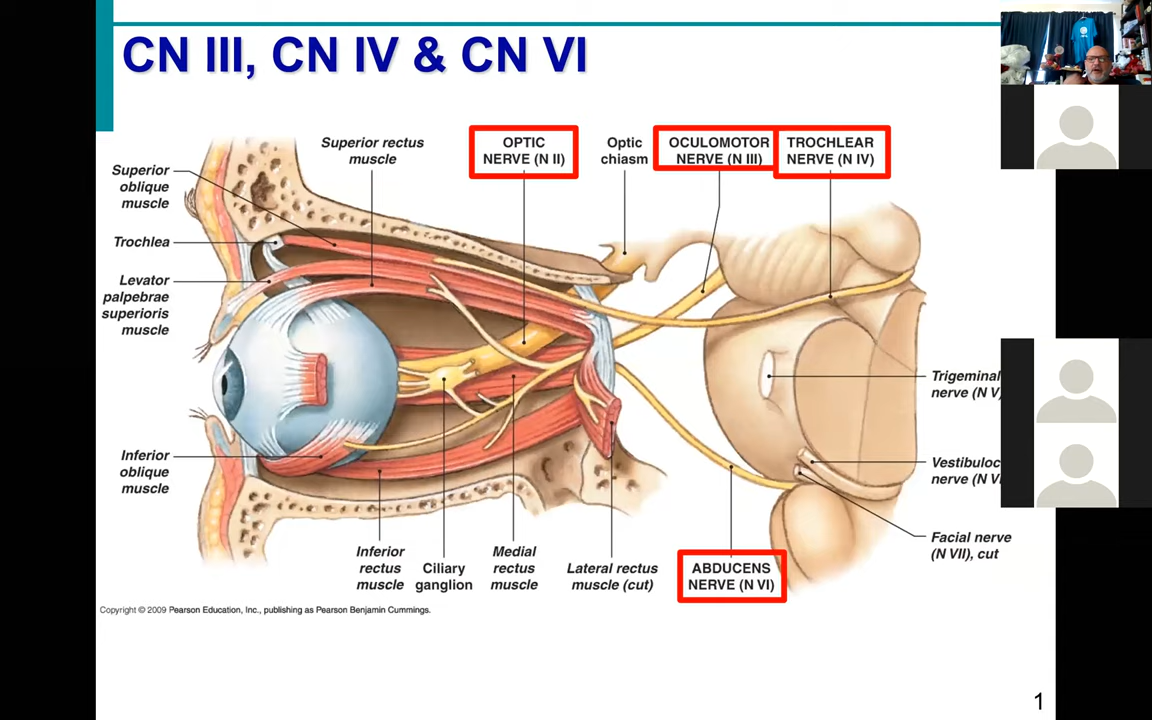 CN III, CN IV & CN VI
Superior rectus
muscle
OPTIC
NERVE (N II)
Optic
chiasm
OCULOMOTOR
NERVE (N III)
TROCHLEAR
NERVE (N IV)
Superior
oblique
muscle
Trochlea
Levator
palpebrae
superioris
muscle
Trigeminal
nerve (N V)
Inferior
oblique
muscle
Vestibuloc
nerve (N V
Facial nerve
(N VII), cut
Inferior
rectus
muscle
Ciliary
ganglion
Medial
rectus
muscle
Lateral rectus
muscle (cut)
ABDUCENS
NERVE (N VI)
Copyright © 2009 Pearson Education, Inc., publishing as Pearson Benjamin Cummings.
1